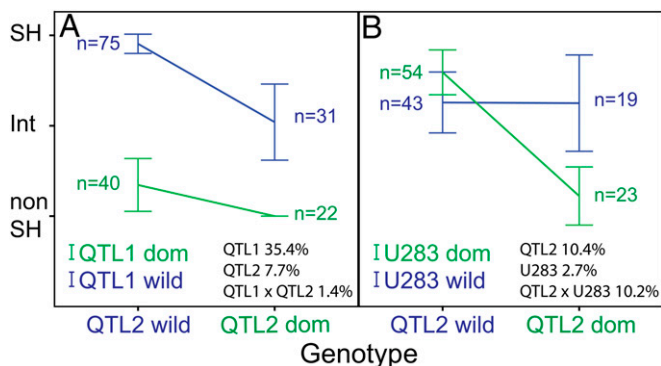 SH
Int
non
SH
A
n=75
n=31
n=40
n=22
QTL1 dom
QTL1 wild
QTL1 35.4%
QTL2 7.7%
QTL1 x QTL2 1.4%
B
n=54
n=43
n=19
n=23
U283 dom
U283 wild
QTL2 10.4%
U283 2.7%
QTL2 x U283 10.2%
QTL2 wild
QTL2 dom
QTL2 wild
QTL2 dom
Genotype